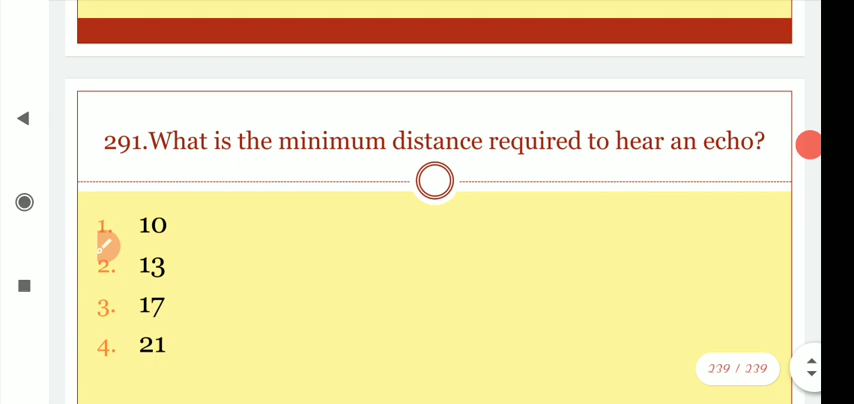 291.What is the minimum distance required to hear an echo?
1. 10
2. 13
3. 17
4. 21
239 / 239